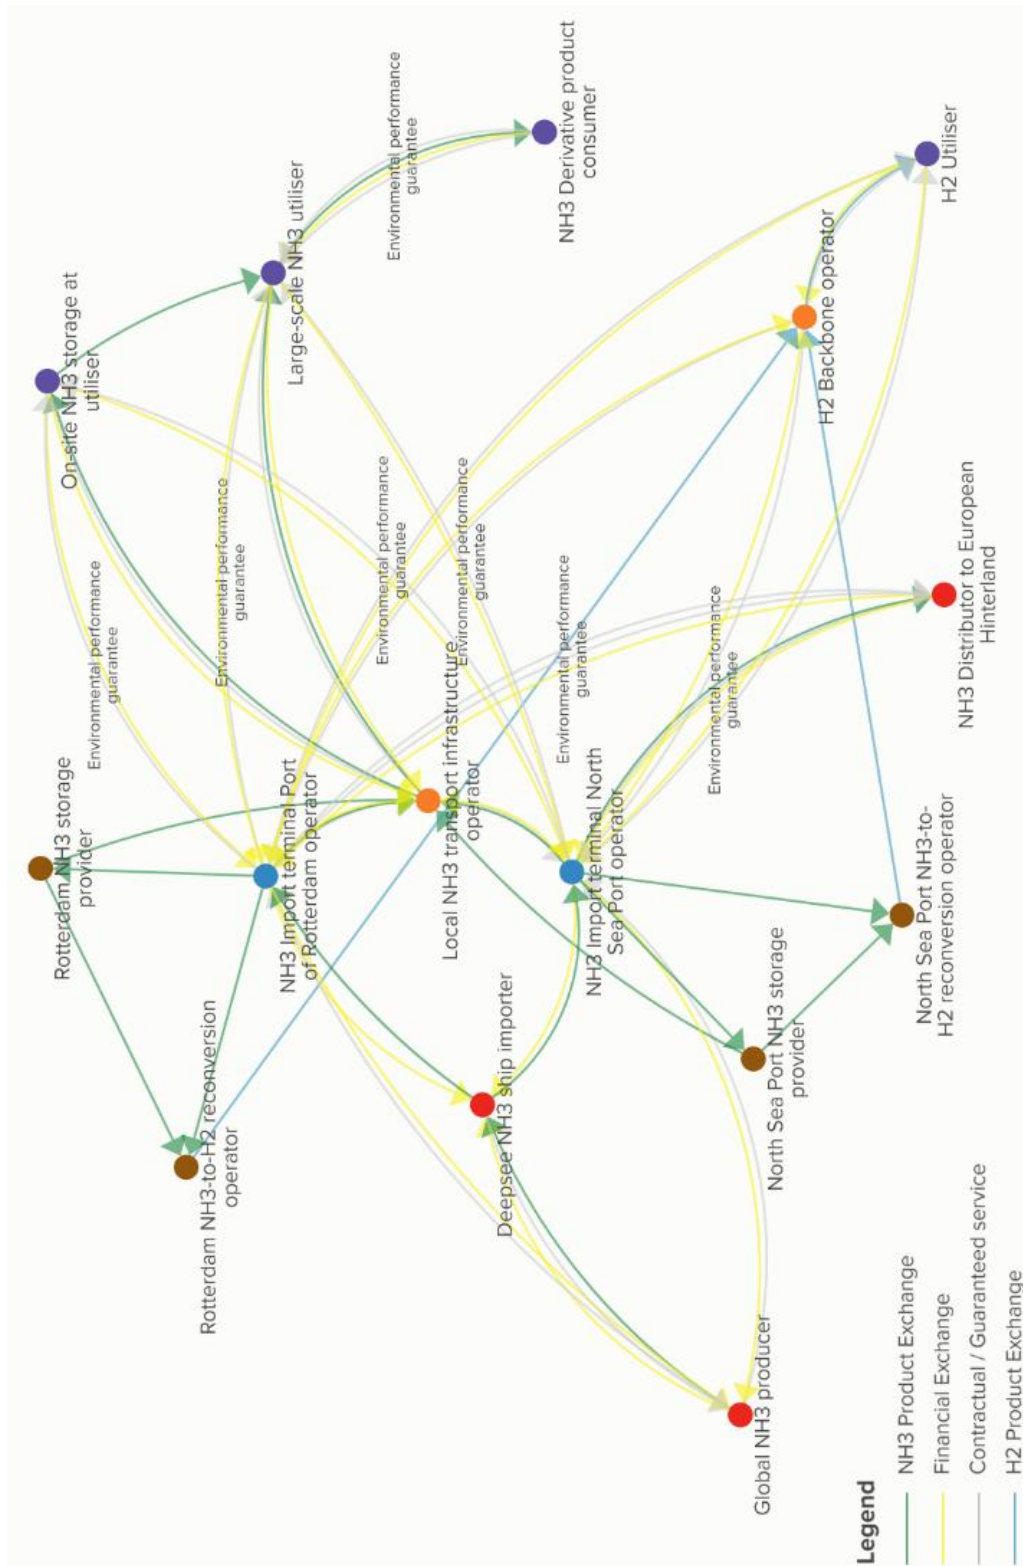 On-site NH3 storage at
utiliser
Large-scale NH3 utiliser
NH3 Derivative product
consumer
Environmental performance
guarantee
H2 Utiliser
H2 Backbone operator
Environmental performance
guarantee
Environmental performance
guarantee
Environmental performance
guarantee
Environmental performance
guarantee
Environmental performance
guarantee
Environmental performance
guarantee
NH3 Distributor to European
Hinterland
Rotterdam NH3 storage
provider
NH3 Import terminal Port
of Rotterdam operator
Local NH3 transport infrastructure
operator
NH3 Import terminal North
Sea Port operator
North Sea Port NH3-to-
H2 reconversion operator
Rotterdam NH3-to-H2 reconversion
operator
Deepsee NH3 ship importer
North Sea Port NH3 storage
provider
Global NH3 producer
Legend
NH3 Product Exchange
Financial Exchange
Contractual / Guaranteed service
H2 Product Exchange